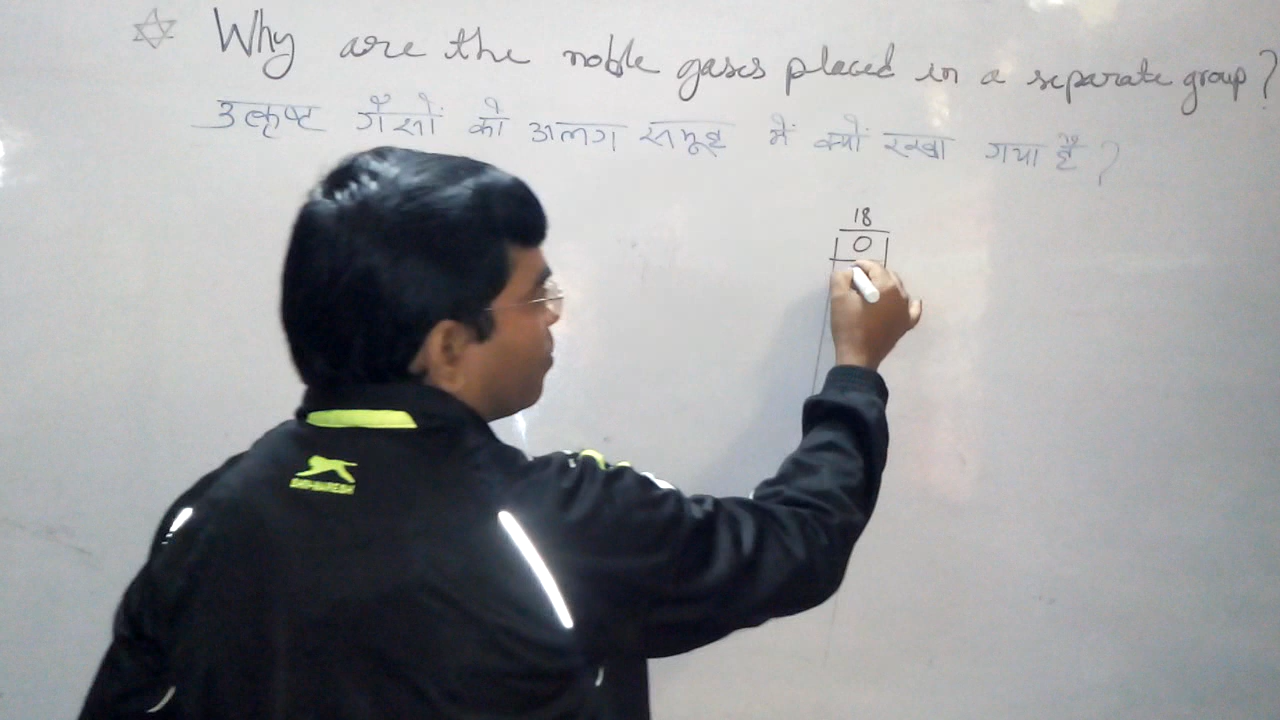 Why are the noble gases placed in a separate group?
उत्कृष्ट गैसों को अलग समूह में क्यों रखा गया है ?
18
0